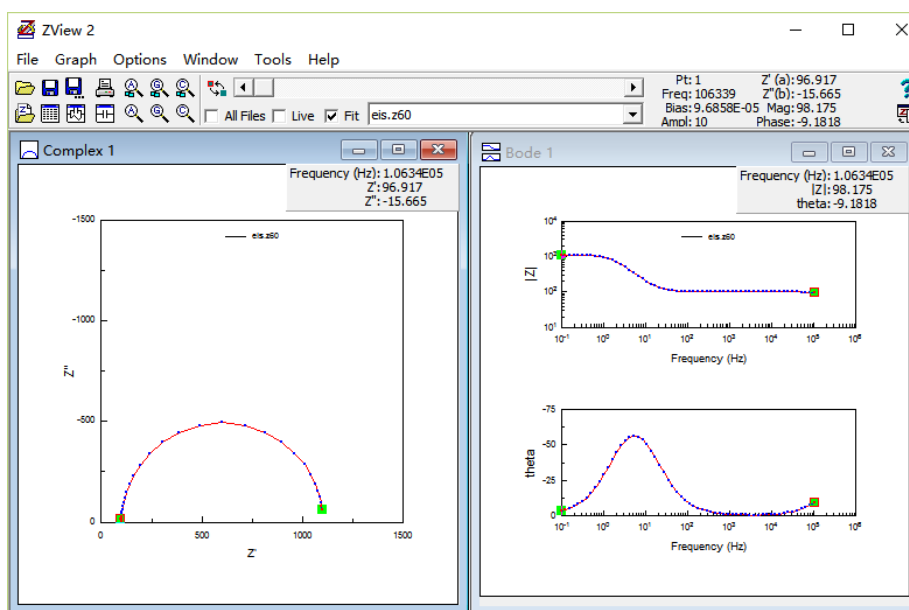 ZView 2
File Graph Options Window Tools Help
Pt: 1 Z' (a): 96.917
Freq: 106339 Z''(b): -15.665
Bias: 9.6858E-05 Mag: 98.175
Ampl: 10 Phase: -9.1818
All Files Live Fit eis.z60
Complex 1
Frequency (Hz): 1.0634E05
Z': 96.917
Z'': -15.665
eis.z60
-1500
-1000
-500
0
Z''
0 500 1000 1500
Z'
Bode 1
Frequency (Hz): 1.0634E05
|Z|: 98.175
theta: -9.1818
eis.z60
10⁴
10³
10²
10¹
|Z|
10⁻¹ 10⁰ 10¹ 10² 10³ 10⁴ 10⁵ 10⁶
Frequency (Hz)
-75
-50
-25
0
theta
10⁻¹ 10⁰ 10¹ 10² 10³ 10⁴ 10⁵ 10⁶
Frequency (Hz)